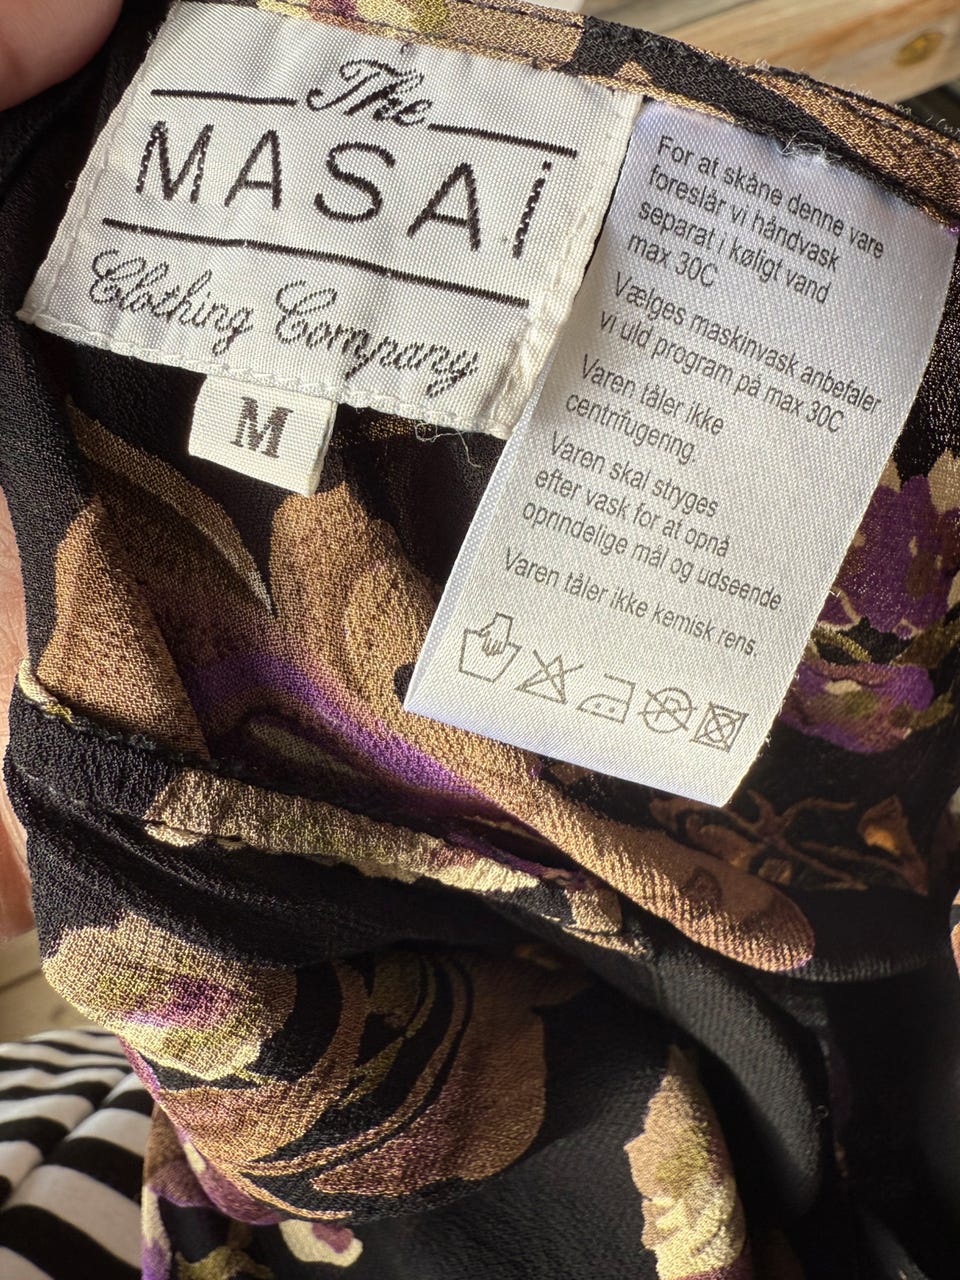 The
MASAi
Clothing Company
M
For at skåne denne vare
foreslår vi håndvask
separat i køligt vand
max 30C
Vælges maskinvask anbefaler
vi uld program på max 30C
Varen tåler ikke
centrifugering.
Varen skal stryges
efter vask for at opnå
oprindelige mål og udseende
Varen tåler ikke kemisk rens.